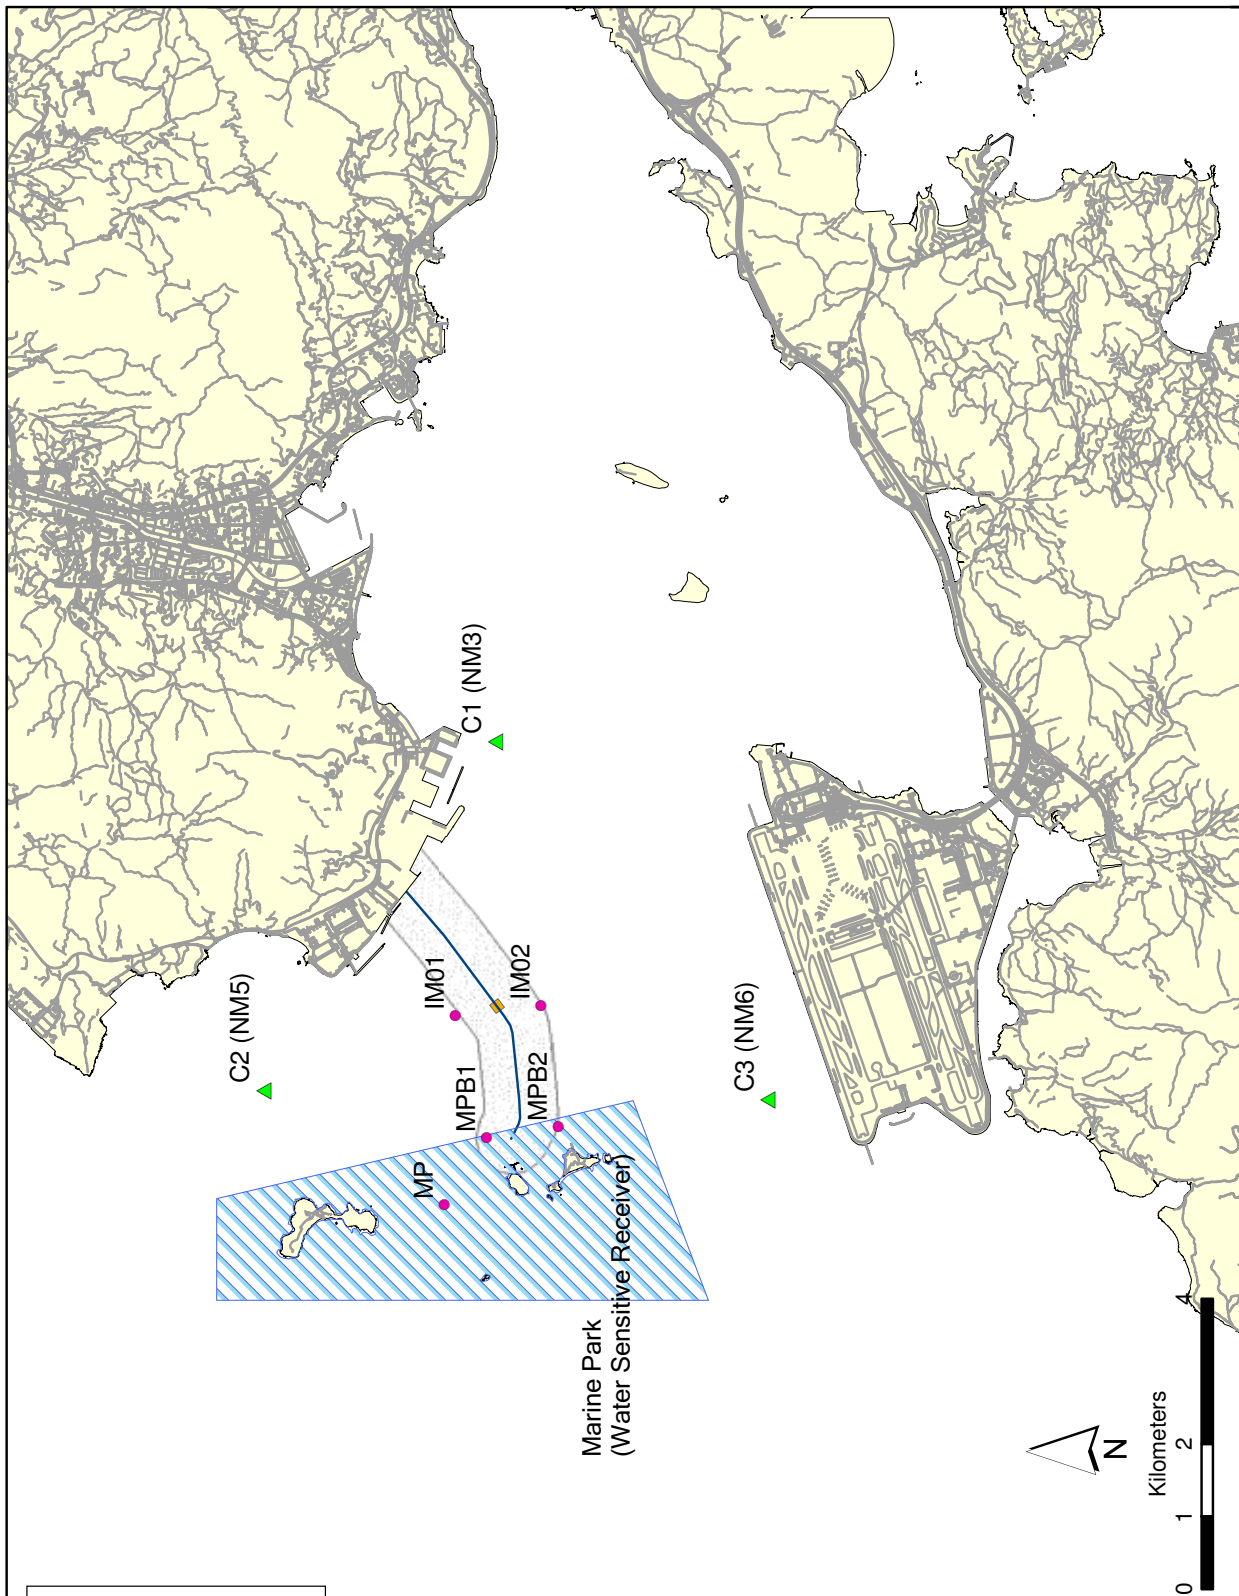 C2 (NM5)
C1 (NM3)
IM01
IM02
MPB1
MPB2
MP
C3 (NM6)
Marine Park
(Water Sensitive Receiver)
N
Kilometers
0 1 2 4